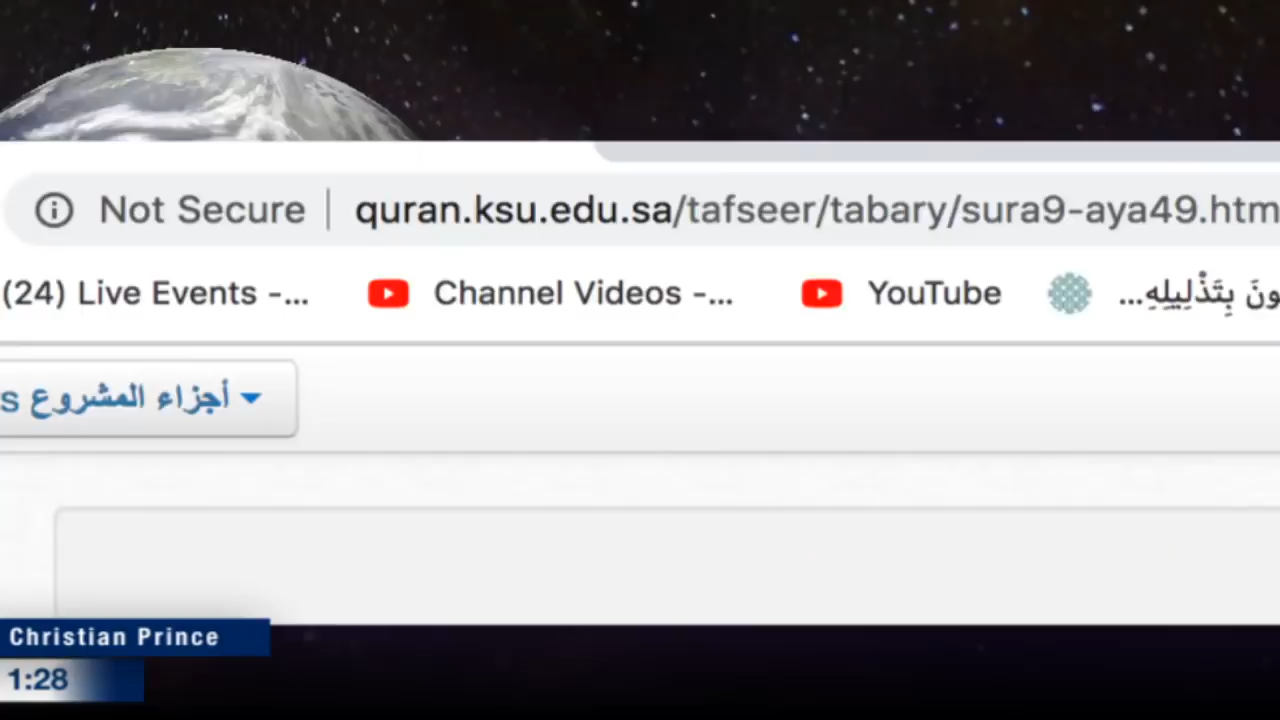 Not Secure | quran.ksu.edu.sa/tafseer/tabary/sura9-aya49.htm
(24) Live Events -... Channel Videos -... YouTube ...ونَ بِتَذْلِيلِهِ
أجزاء المشروع s
Christian Prince
1:28